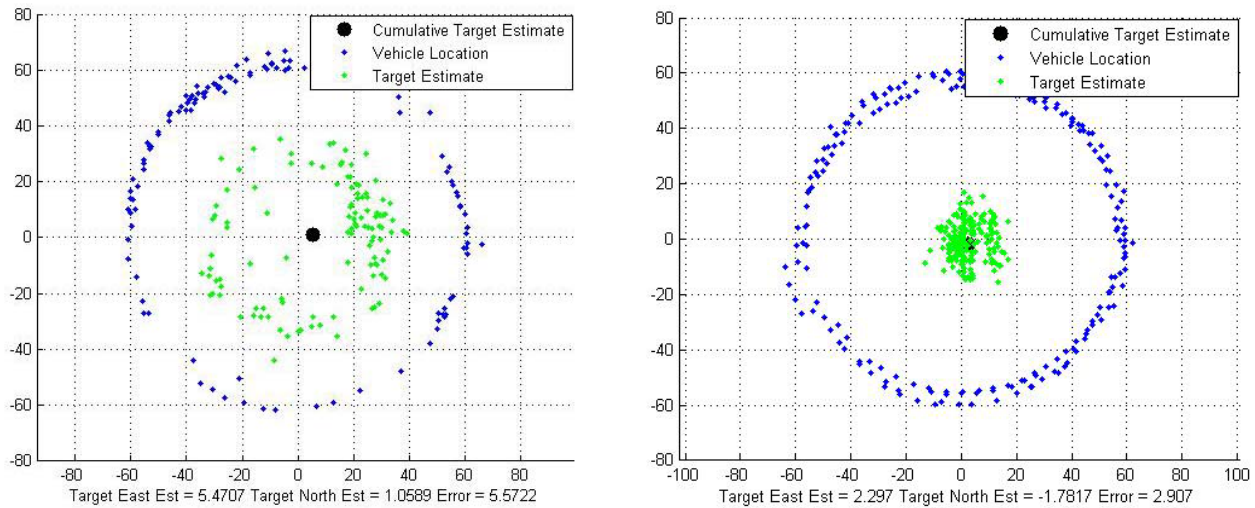 80
60
40
20
0
-20
-40
-60
-80
-80 -60 -40 -20 0 20 40 60 80
Cumulative Target Estimate
Vehicle Location
Target Estimate
Target East Est = 5.4707 Target North Est = 1.0589 Error = 5.5722
80
60
40
20
0
-20
-40
-60
-80
-100 -80 -60 -40 -20 0 20 40 60 80 100
Cumulative Target Estimate
Vehicle Location
Target Estimate
Target East Est = 2.297 Target North Est = -1.7817 Error = 2.907